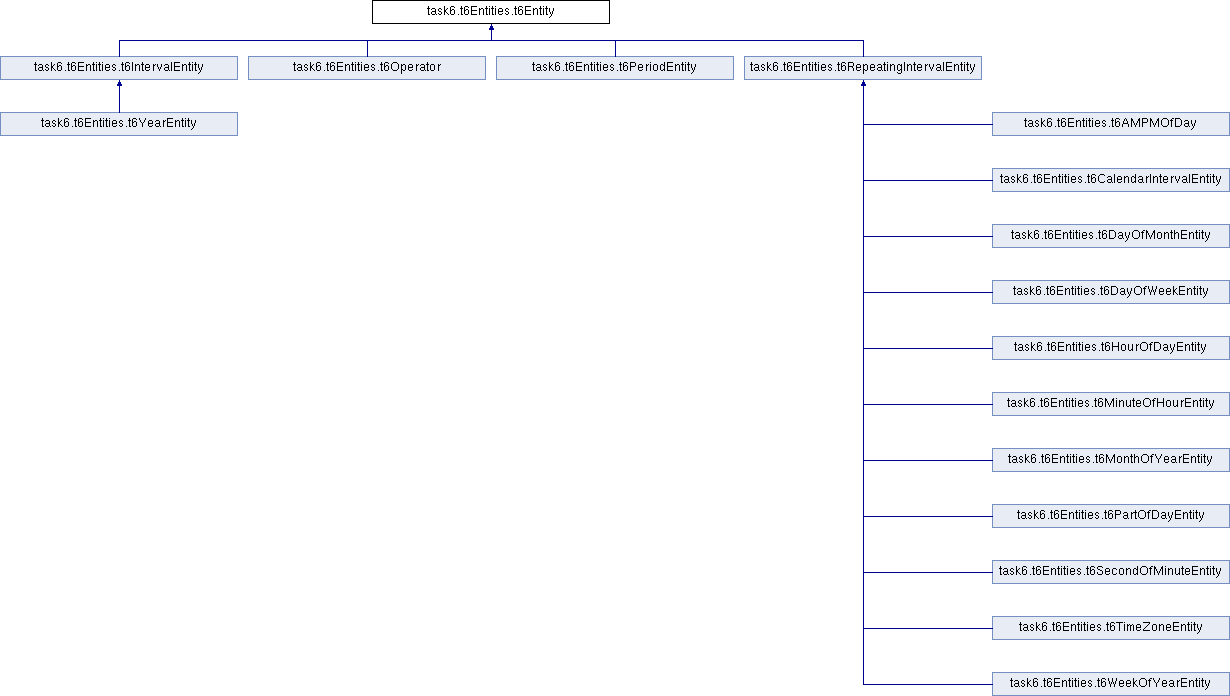 task6.t6Entities.t6Entity
task6.t6Entities.t6IntervalEntity
task6.t6Entities.t6Operator
task6.t6Entities.t6PeriodEntity
task6.t6Entities.t6RepeatingIntervalEntity
task6.t6Entities.t6YearEntity
task6.t6Entities.t6AMPMOfDay
task6.t6Entities.t6CalendarIntervalEntity
task6.t6Entities.t6DayOfMonthEntity
task6.t6Entities.t6DayOfWeekEntity
task6.t6Entities.t6HourOfDayEntity
task6.t6Entities.t6MinuteOfHourEntity
task6.t6Entities.t6MonthOfYearEntity
task6.t6Entities.t6PartOfDayEntity
task6.t6Entities.t6SecondOfMinuteEntity
task6.t6Entities.t6TimeZoneEntity
task6.t6Entities.t6WeekOfYearEntity